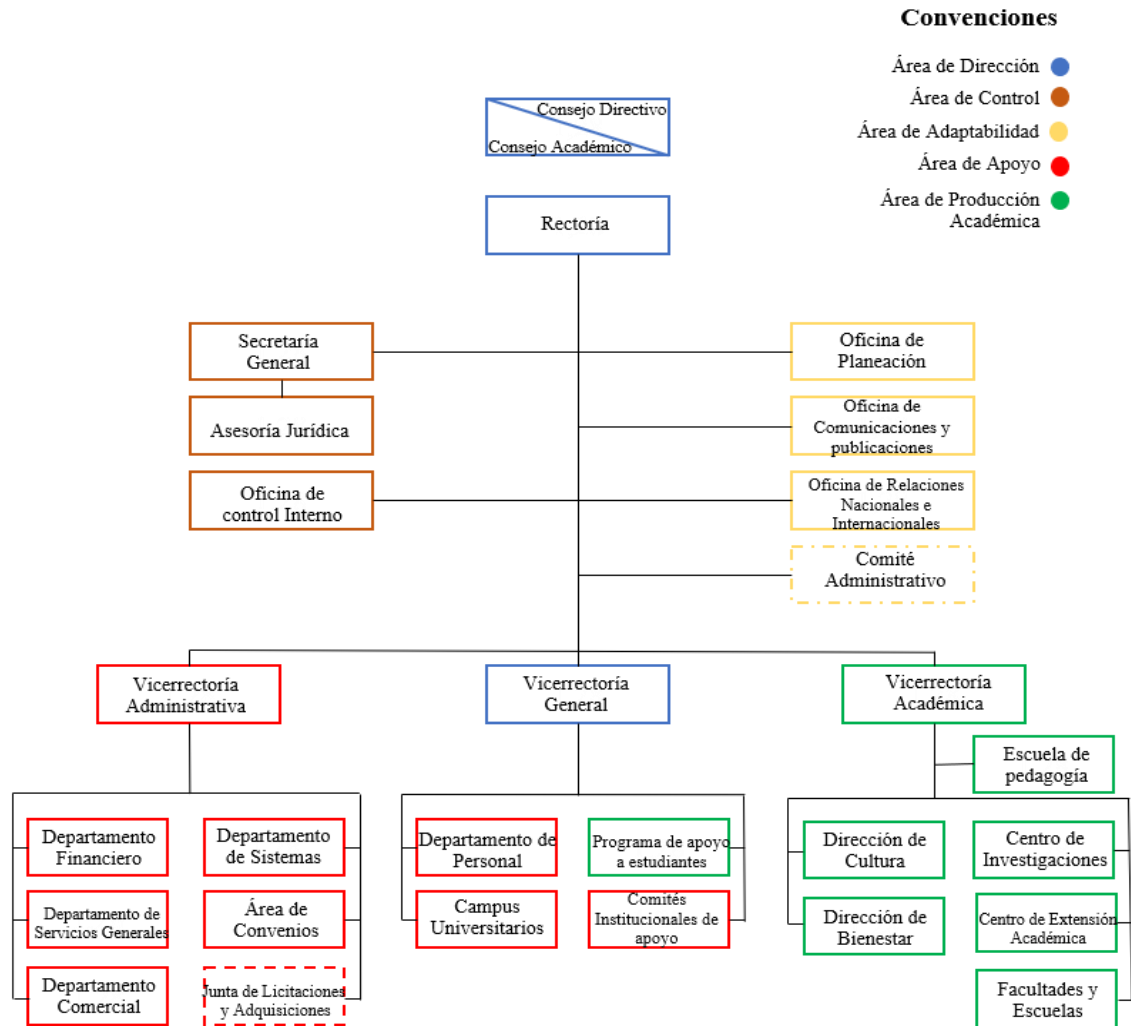 Convenciones
Área de Dirección
Área de Control
Área de Adaptabilidad
Área de Apoyo
Área de Producción
Académica
Consejo Directivo
Consejo Académico
Rectoría
Secretaría
General
Oficina de
Planeación
Asesoría Jurídica
Oficina de
Comunicaciones y
publicaciones
Oficina de
control Interno
Oficina de Relaciones
Nacionales e
Internacionales
Comité
Administrativo
Vicerrectoría
Administrativa
Vicerrectoría
General
Vicerrectoría
Académica
Escuela de
pedagogía
Departamento
Financiero
Departamento
de Sistemas
Departamento de
Servicios Generales
Área de
Convenios
Departamento
Comercial
Junta de Licitaciones
y Adquisiciones
Departamento de
Personal
Programa de apoyo
a estudiantes
Campus
Universitarios
Comités
Institucionales de
apoyo
Dirección de
Cultura
Centro de
Investigaciones
Dirección de
Bienestar
Centro de Extensión
Académica
Facultades y
Escuelas